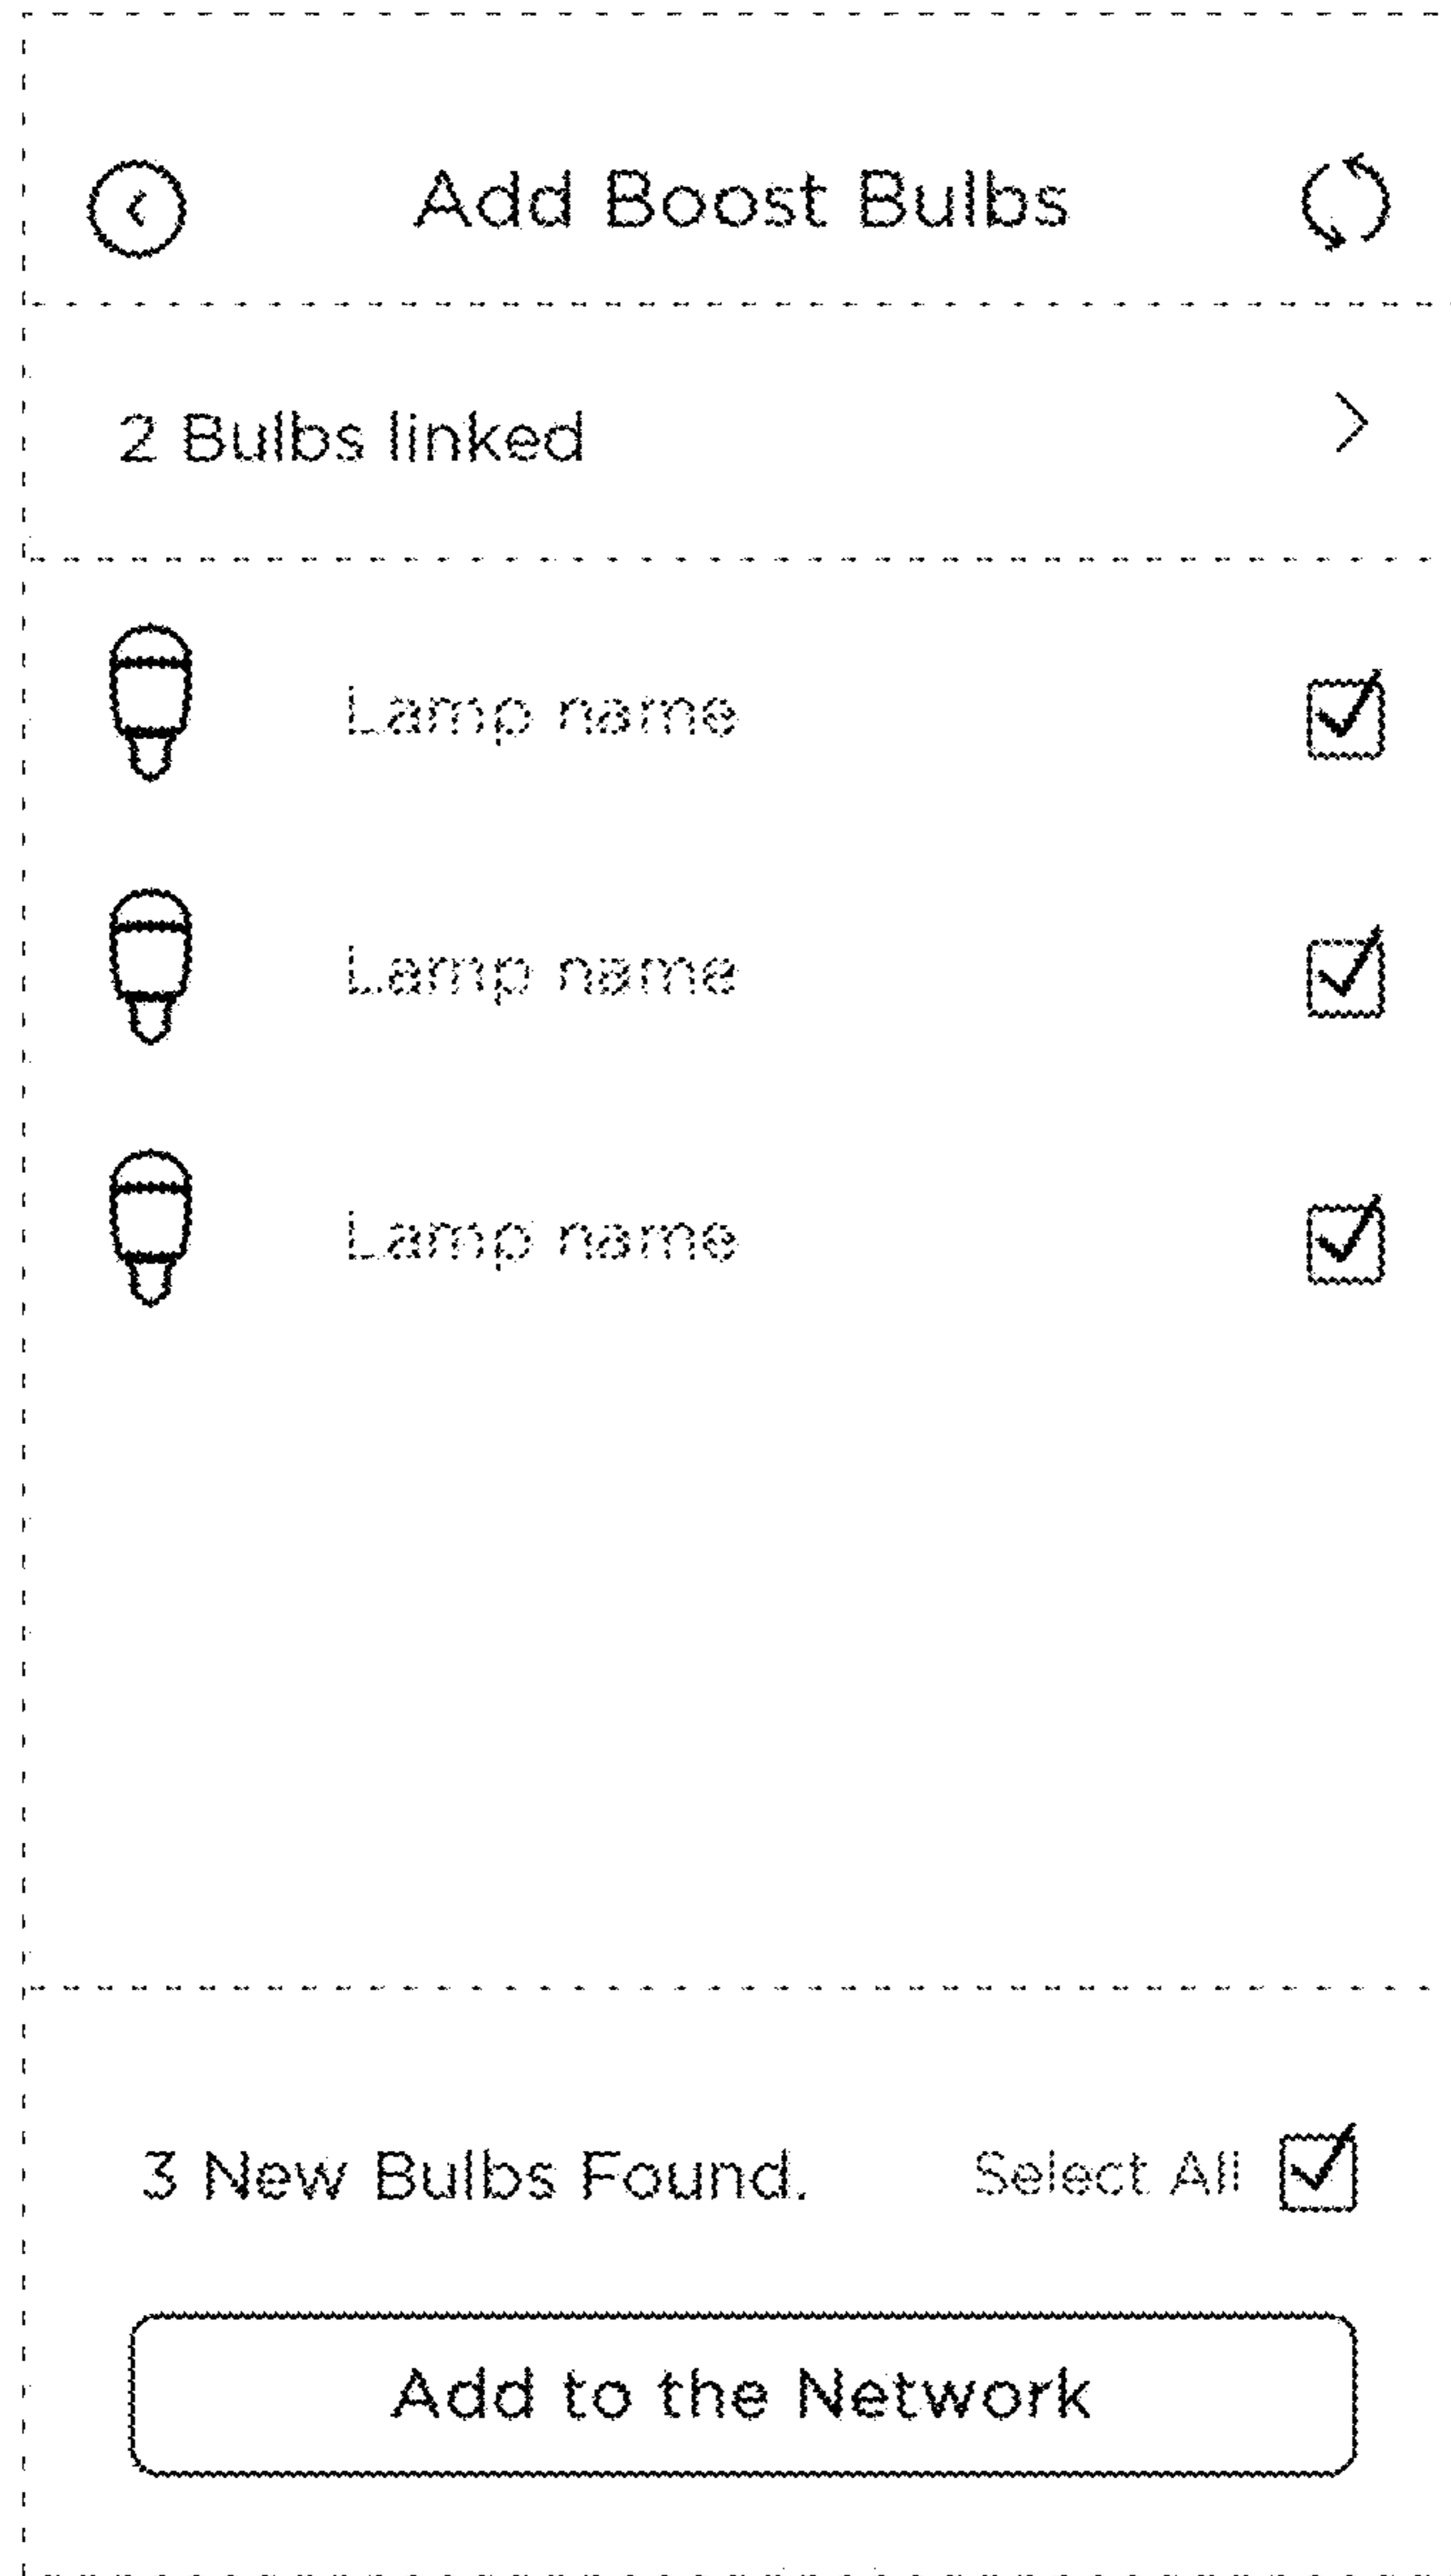 Add Boost Bulbs
2 Bulbs linked
Lamp name
Lamp name
Lamp name
3 New Bulbs Found. Select All
Add to the Network